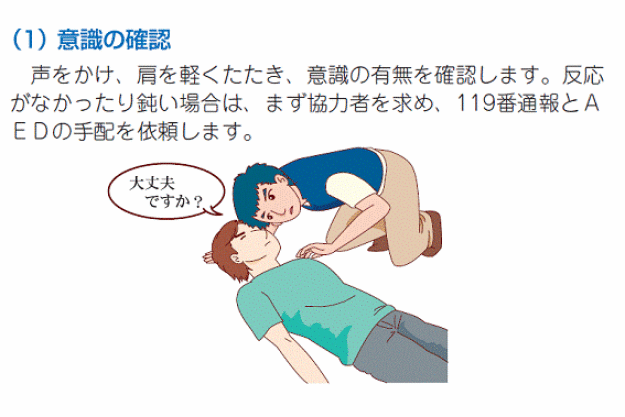 (1) 意識の確認
声をかけ、肩を軽くたたき、意識の有無を確認します。反応
がなかったり鈍い場合は、まず協力者を求め、119番通報とA
EDの手配を依頼します。
大丈夫
ですか？